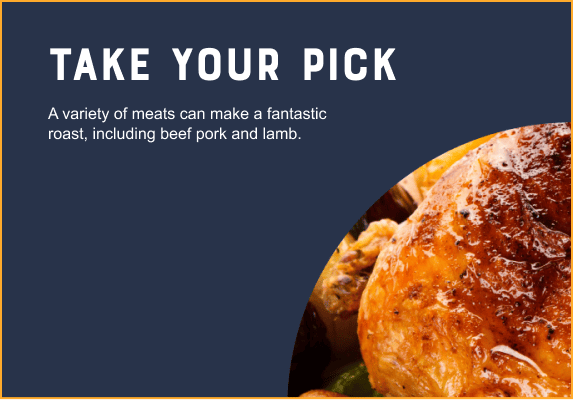 TAKE YOUR PICK
A variety of meats can make a fantastic
roast, including beef pork and lamb.